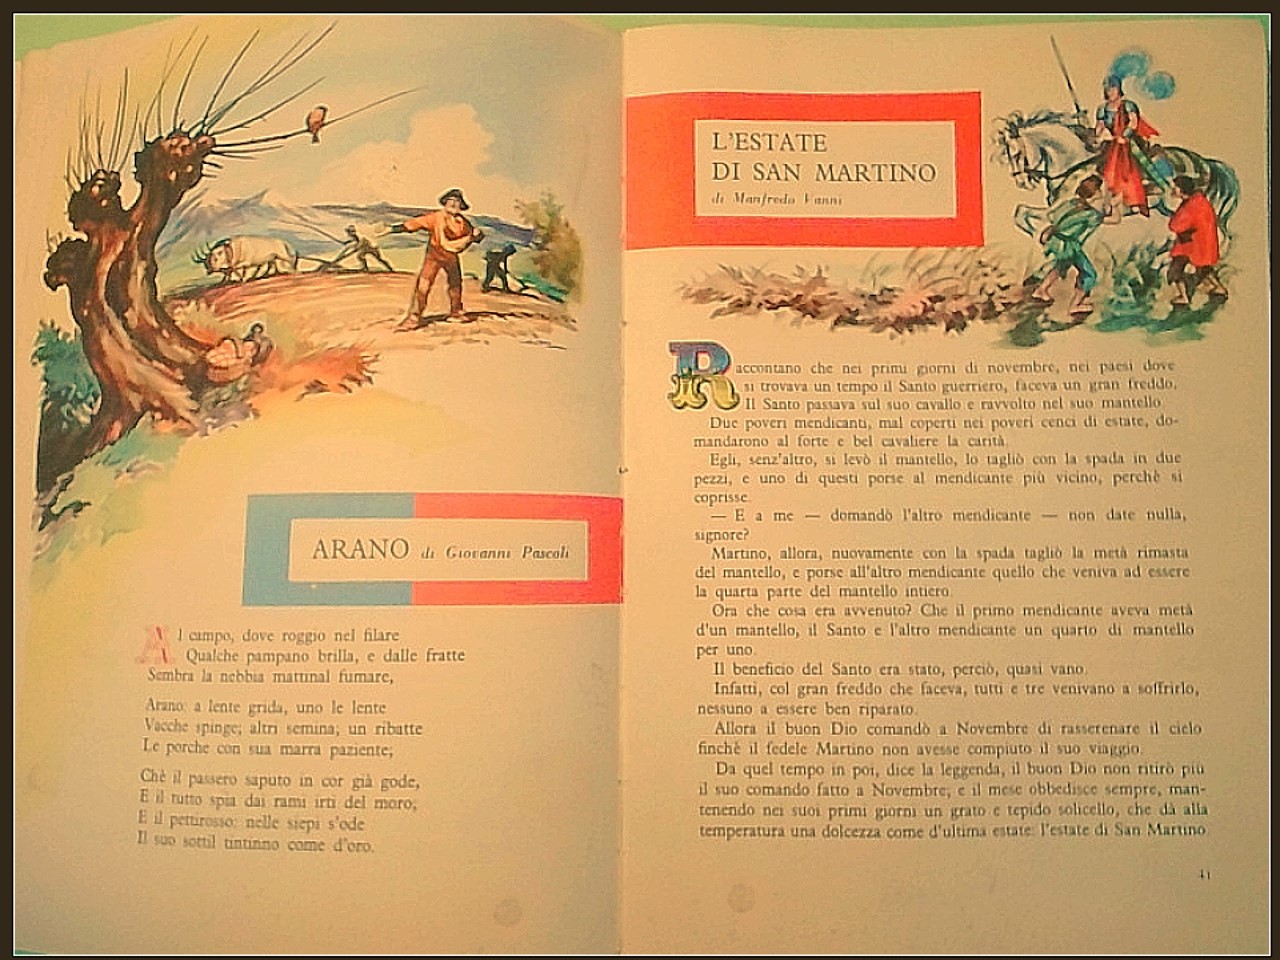 ARANO di Giovanni Pascoli
Al campo, dove roggio nel filare
Qualche pampano brilla, e dalle fratte
Sembra la nebbia mattinal fumare,
Arano: a lente grida, uno le lente
Vacche spinge; altri semina; un ribatte
Le porche con sua marra paziente;
Chè il passero saputo in cor già gode,
E il tutto spia dai rami irti del moro;
E il pettirosso: nelle siepi s'ode
Il suo sottil tintinno come d'oro.
L'ESTATE
DI SAN MARTINO
di Manfredo Vanni
Raccontano che nei primi giorni di novembre, nei paesi dove
si trovava un tempo il Santo guerriero, faceva un gran freddo.
Il Santo passava sul suo cavallo e ravvolto nel suo mantello.
Due poveri mendicanti, mal coperti nei poveri cenci di estate, do-
mandarono al forte e bel cavaliere la carità.
Egli, senz'altro, si levò il mantello, lo tagliò con la spada in due
pezzi, e uno di questi porse al mendicante più vicino, perchè si
coprisse.
— E a me — domandò l'altro mendicante — non date nulla,
signore?
Martino, allora, nuovamente con la spada tagliò la metà rimasta
del mantello, e porse all'altro mendicante quello che veniva ad essere
la quarta parte del mantello intiero.
Ora che cosa era avvenuto? Che il primo mendicante aveva metà
d'un mantello, il Santo e l'altro mendicante un quarto di mantello
per uno.
Il beneficio del Santo era stato, perciò, quasi vano.
Infatti, col gran freddo che faceva, tutti e tre venivano a soffrirlo,
nessuno a essere ben riparato.
Allora il buon Dio comandò a Novembre di rasserenare il cielo
finchè il fedele Martino non avesse compiuto il suo viaggio.
Da quel tempo in poi, dice la leggenda, il buon Dio non ritirò più
il suo comando fatto a Novembre; e il mese obbedisce sempre, man-
tenendo nei suoi primi giorni un grato e tepido solicello, che dà alla
temperatura una dolcezza come d'ultima estate: l'estate di San Martino.
41